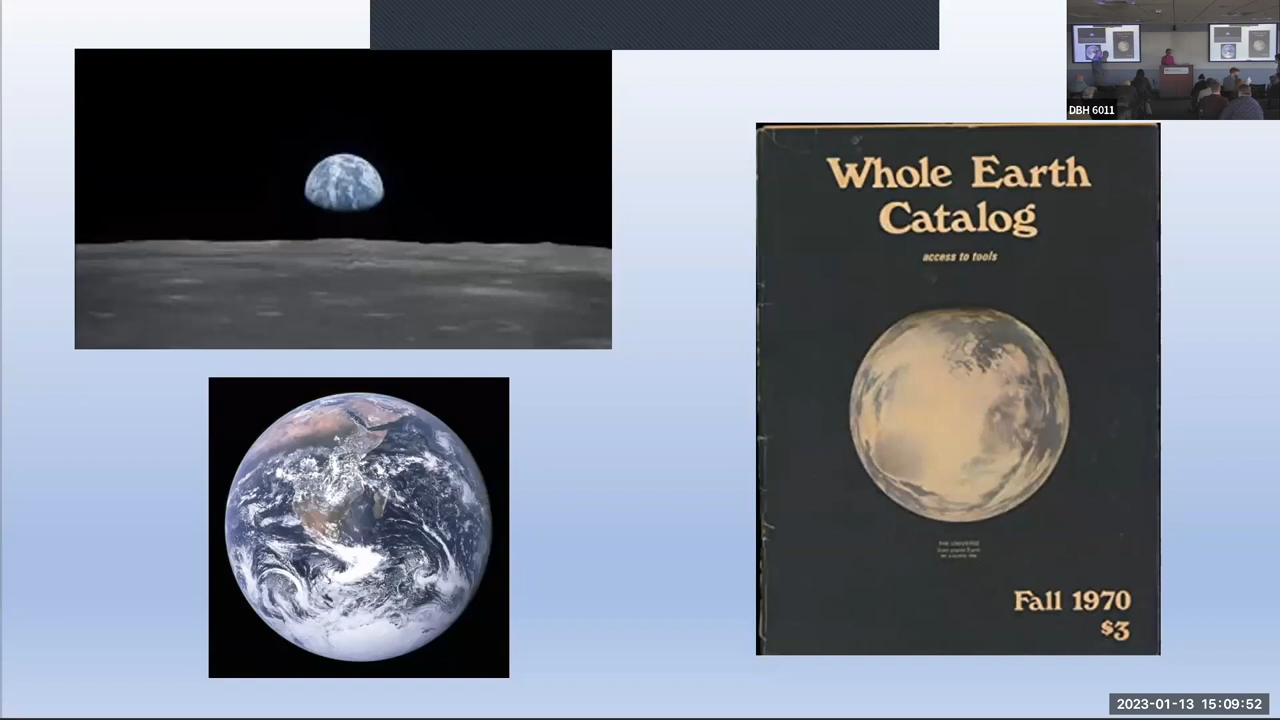 DBH 6011
Whole Earth
Catalog
access to tools
Fall 1970
$3
2023-01-13 15:09:52